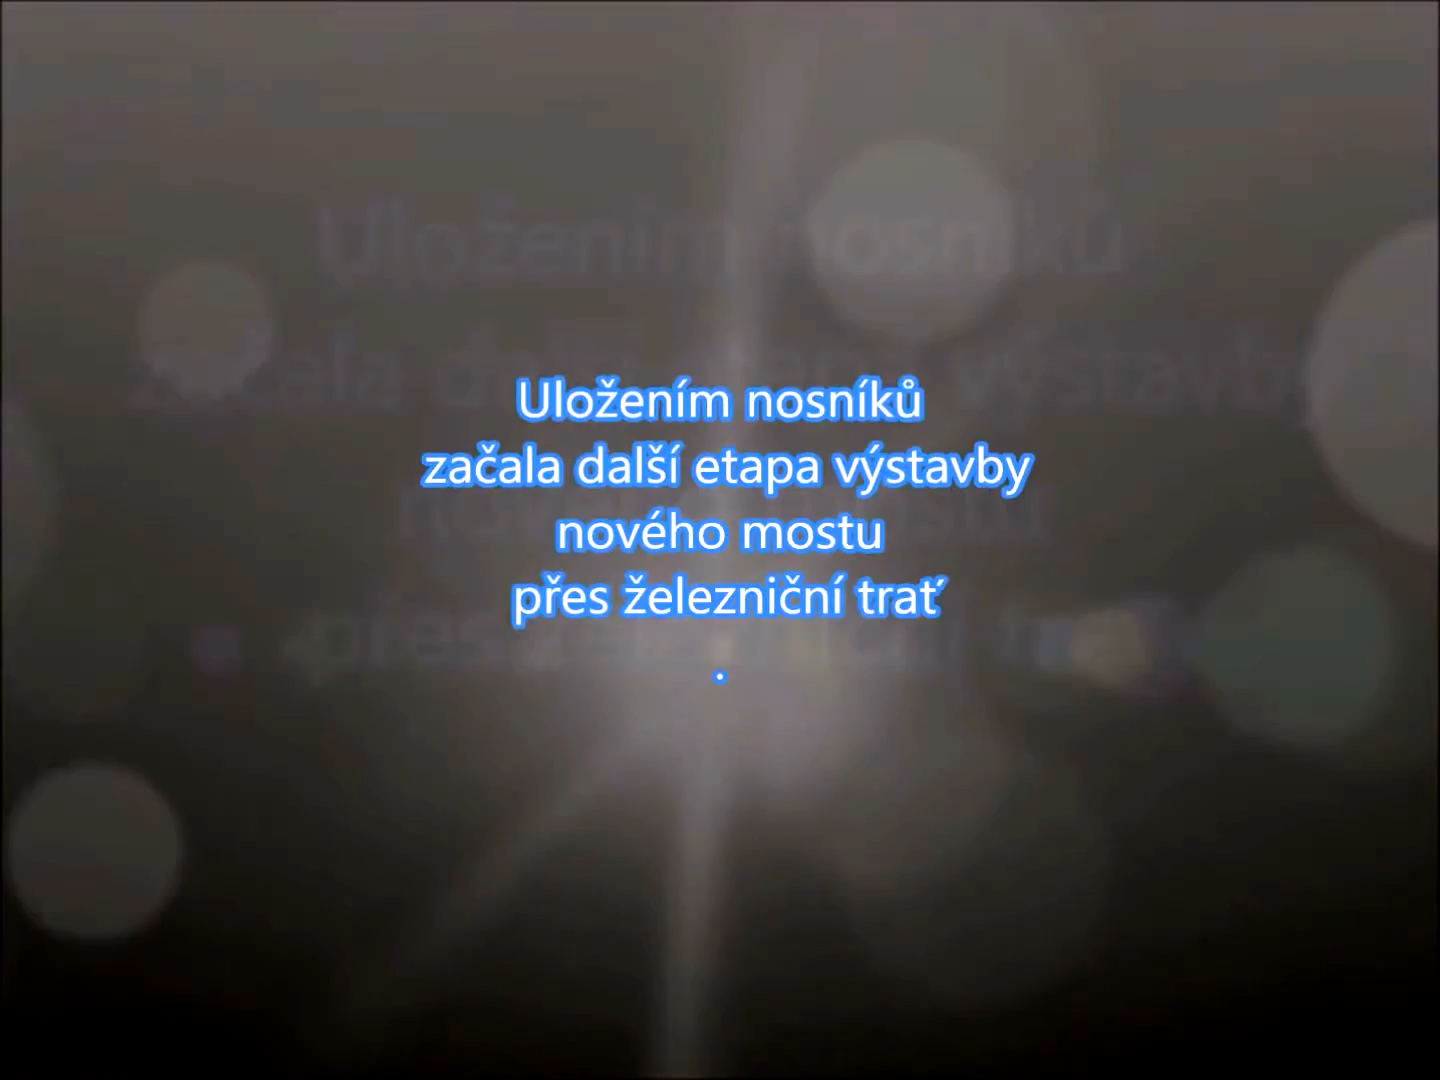 Uložením nosníků
začala další etapa výstavby
nového mostu
přes železniční trať
.